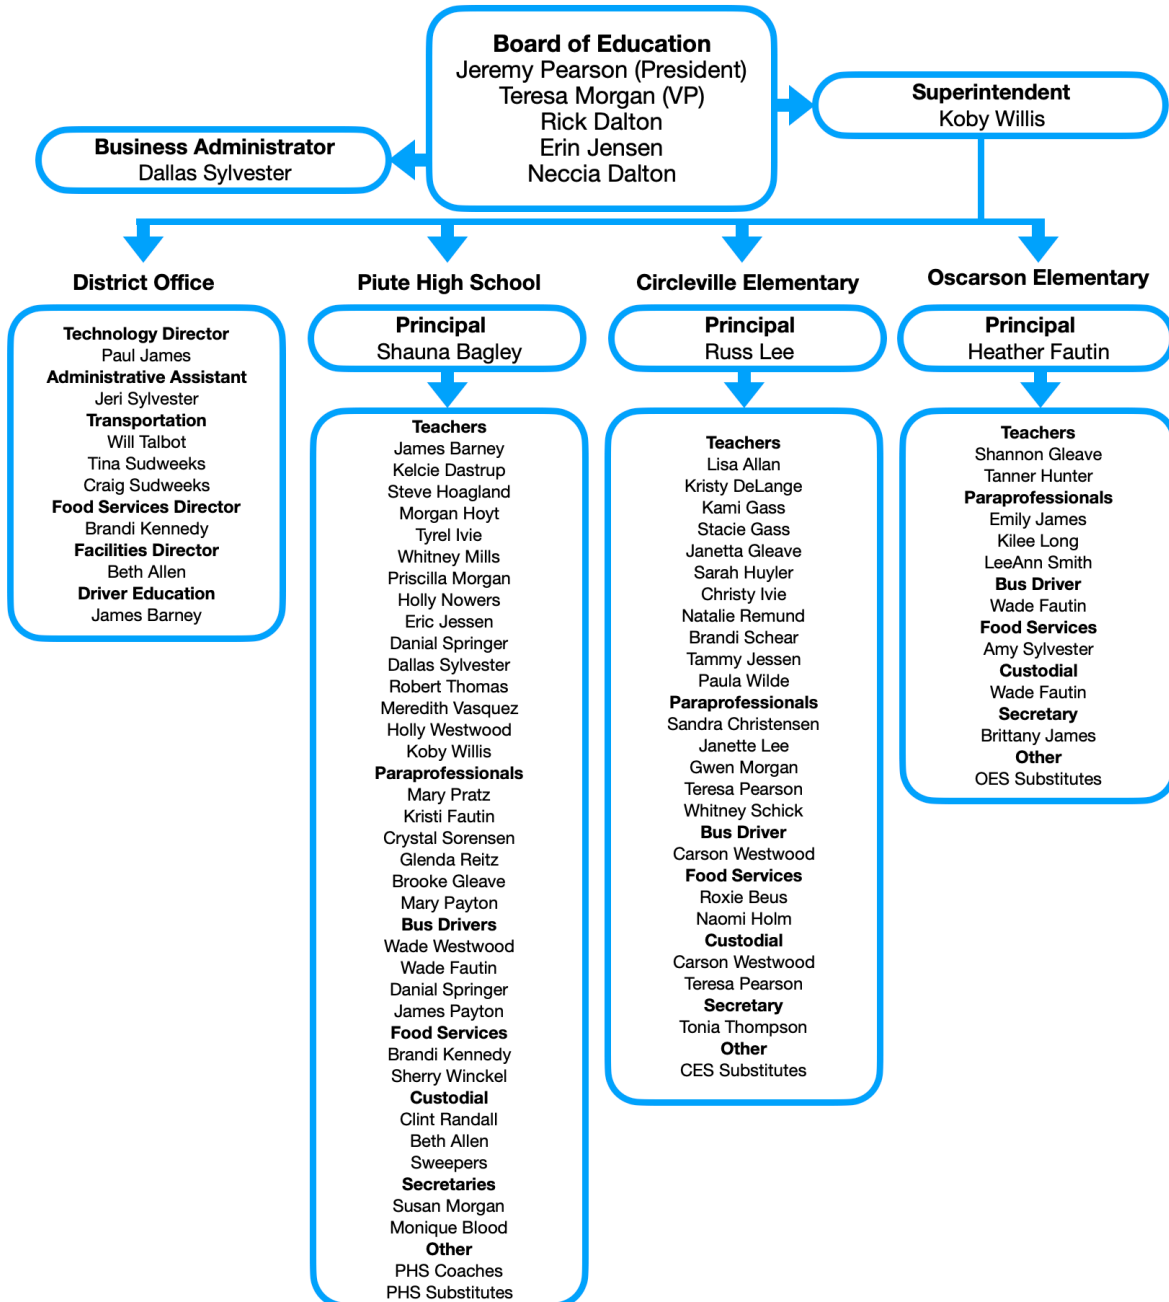 Board of Education
Jeremy Pearson (President)
Teresa Morgan (VP)
Rick Dalton
Erin Jensen
Neccia Dalton
Superintendent
Koby Willis
Business Administrator
Dallas Sylvester
District Office
Technology Director
Paul James
Administrative Assistant
Jeri Sylvester
Transportation
Will Talbot
Tina Sudweeks
Craig Sudweeks
Food Services Director
Brandi Kennedy
Facilities Director
Beth Allen
Driver Education
James Barney
Piute High School
Principal
Shauna Bagley
Teachers
James Barney
Kelcie Dastrup
Steve Hoagland
Morgan Hoyt
Tyrel Ivie
Whitney Mills
Priscilla Morgan
Holly Nowers
Eric Jessen
Danial Springer
Dallas Sylvester
Robert Thomas
Meredith Vasquez
Holly Westwood
Koby Willis
Paraprofessionals
Mary Pratz
Kristi Fautin
Crystal Sorensen
Glenda Reitz
Brooke Gleave
Mary Payton
Bus Drivers
Wade Westwood
Wade Fautin
Danial Springer
James Payton
Food Services
Brandi Kennedy
Sherry Winckel
Custodial
Clint Randall
Beth Allen
Sweepers
Secretaries
Susan Morgan
Monique Blood
Other
PHS Coaches
PHS Substitutes
Circleville Elementary
Principal
Russ Lee
Teachers
Lisa Allan
Kristy DeLange
Kami Gass
Stacie Gass
Janetta Gleave
Sarah Huyler
Christy Ivie
Natalie Remund
Brandi Schear
Tammy Jessen
Paula Wilde
Paraprofessionals
Sandra Christensen
Janette Lee
Gwen Morgan
Teresa Pearson
Whitney Schick
Bus Driver
Carson Westwood
Food Services
Roxie Beus
Naomi Holm
Custodial
Carson Westwood
Teresa Pearson
Secretary
Tonia Thompson
Other
CES Substitutes
Oscarson Elementary
Principal
Heather Fautin
Teachers
Shannon Gleave
Tanner Hunter
Paraprofessionals
Emily James
Kilee Long
LeeAnn Smith
Bus Driver
Wade Fautin
Food Services
Amy Sylvester
Custodial
Wade Fautin
Secretary
Brittany James
Other
OES Substitutes